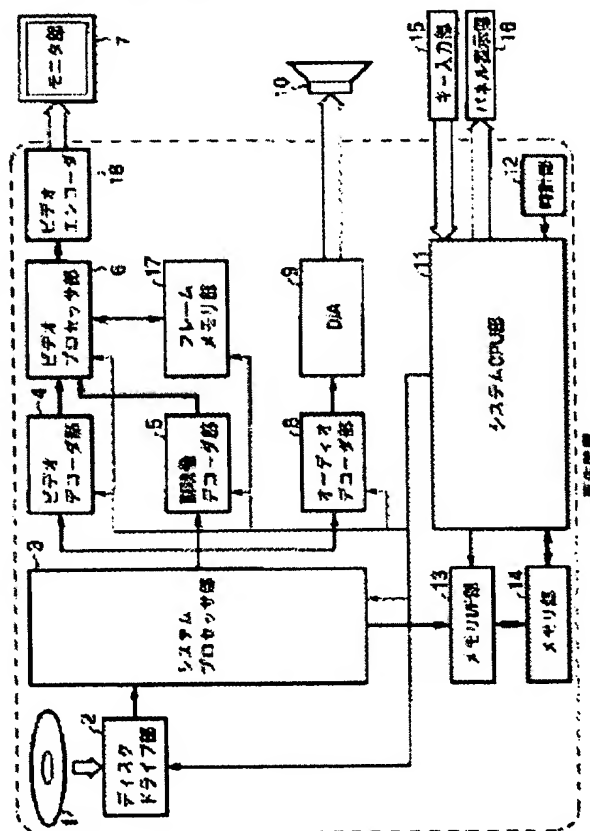 モニタ部
7
ビデオ
エンコーダ
18
ビデオ
プロセッサ部
6
フレーム
メモリ部
17
ビデオ
デコーダ部
4
副映像
デコーダ部
5
D/A
9
10
オーディオ
デコーダ部
8
システム
プロセッサ部
3
1
ディスク
ドライブ部
2
キー入力部
15
パネル表示部
16
時計部
12
システムCPU部
11
メモリI/F部
13
メモリ部
14
再生装置